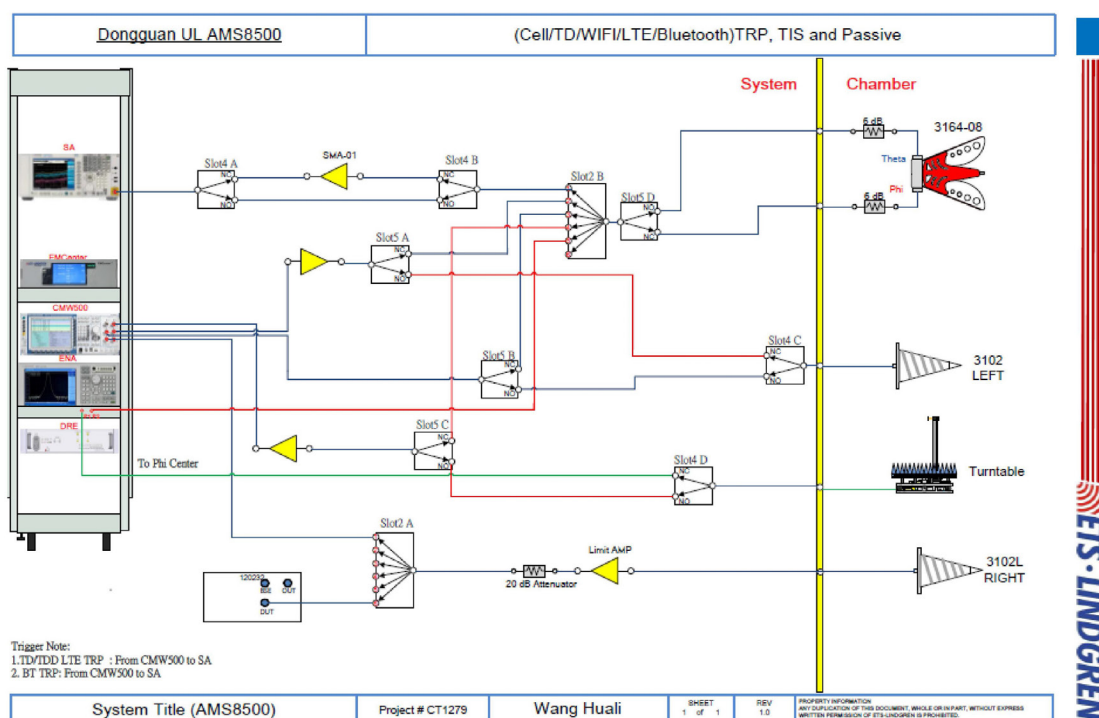 Dongguan UL AMS8500
(Cell/TD/WIFI/LTE/Bluetooth)TRP, TIS and Passive
System
Chamber
6 dB
3164-08
SA
Slot4 A
NC
NO
SMA-01
Slot4 B
NC
NO
Slot2 B
Slot5 D
NC
NO
Theta
Phi
6 dB
Slot5 A
NC
NO
EMCenter
CMW500
Slot5 B
NC
NO
Slot4 C
NC
NO
3102
LEFT
ENA
DRE
To Phi Center
Slot5 C
NC
NO
Slot4 D
NC
NO
Turntable
Slot2 A
Limit AMP
20 dB Attenuator
3102L
RIGHT
120230
BSE
OUT
DUT
Trigger Note:
1.TD/TDD LTE TRP : From CMW500 to SA
2. BT TRP: From CMW500 to SA
System Title (AMS8500)
Project # CT1279
Wang Huali
SHEET
1 of 1
REV
1.0
PROPERTY INFORMATION
ANY DUPLICATION OF THIS DOCUMENT, WHOLE OR IN PART, WITHOUT EXPRESS
WRITTEN PERMISSION OF ETS-LINDGREN IS PROHIBITED.
ETS·LINDGREN